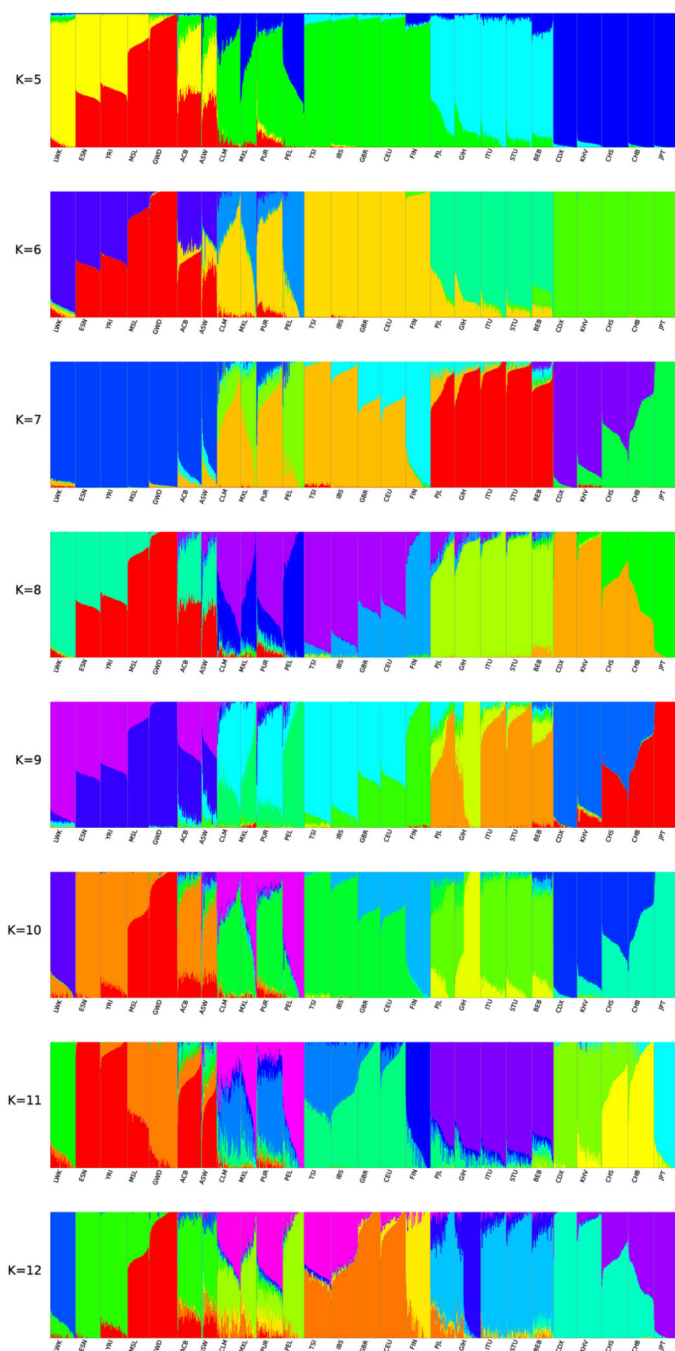 K=5
LWK ESN YRI MSL GWD ACB ASW CLM MXL PUR PEL TSI IBS GBR CEU FIN PJL GIH ITU STU BEB CDX KHV CHS CHB JPT
K=6
LWK ESN YRI MSL GWD ACB ASW CLM MXL PUR PEL TSI IBS GBR CEU FIN PJL GIH ITU STU BEB CDX KHV CHS CHB JPT
K=7
LWK ESN YRI MSL GWD ACB ASW CLM MXL PUR PEL TSI IBS GBR CEU FIN PJL GIH ITU STU BEB CDX KHV CHS CHB JPT
K=8
LWK ESN YRI MSL GWD ACB ASW CLM MXL PUR PEL TSI IBS GBR CEU FIN PJL GIH ITU STU BEB CDX KHV CHS CHB JPT
K=9
LWK ESN YRI MSL GWD ACB ASW CLM MXL PUR PEL TSI IBS GBR CEU FIN PJL GIH ITU STU BEB CDX KHV CHS CHB JPT
K=10
LWK ESN YRI MSL GWD ACB ASW CLM MXL PUR PEL TSI IBS GBR CEU FIN PJL GIH ITU STU BEB CDX KHV CHS CHB JPT
K=11
LWK ESN YRI MSL GWD ACB ASW CLM MXL PUR PEL TSI IBS GBR CEU FIN PJL GIH ITU STU BEB CDX KHV CHS CHB JPT
K=12
LWK ESN YRI MSL GWD ACB ASW CLM MXL PUR PEL TSI IBS GBR CEU FIN PJL GIH ITU STU BEB CDX KHV CHS CHB JPT